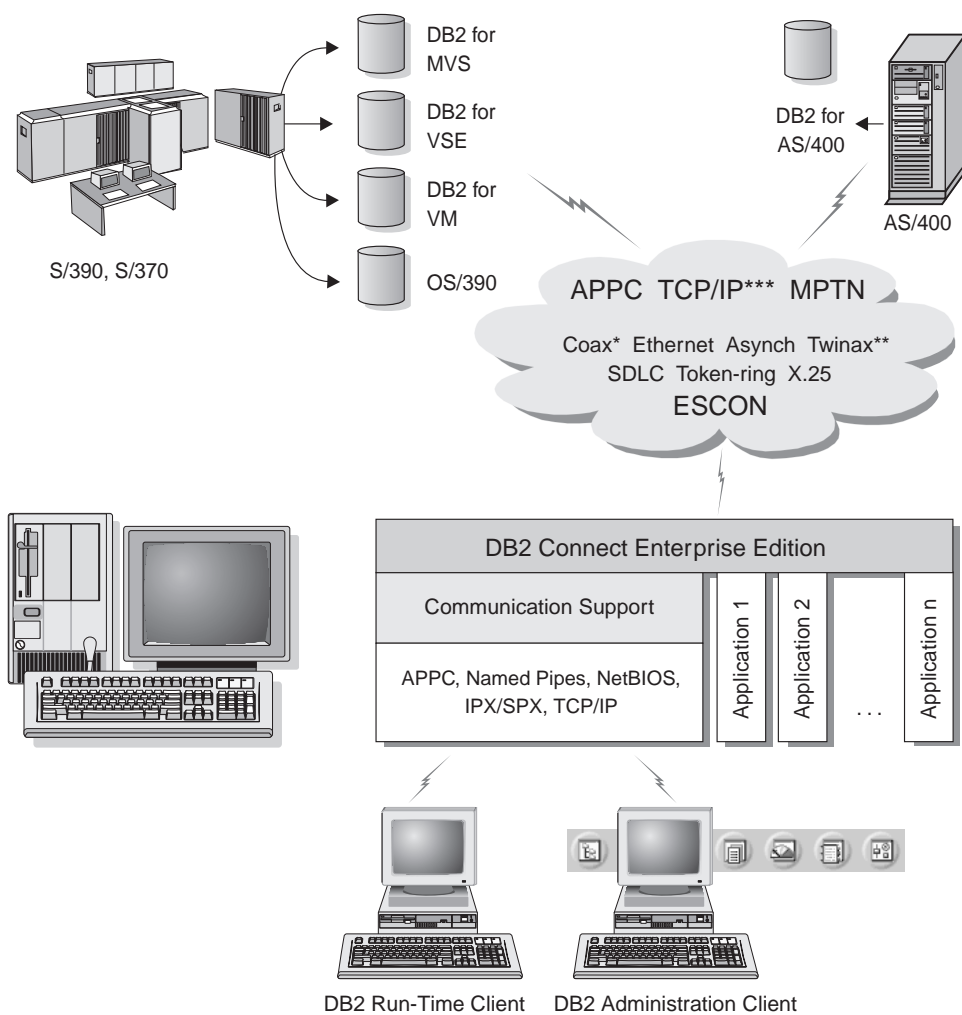 DB2 for
MVS
DB2 for
VSE
DB2 for
VM
OS/390
S/390, S/370
DB2 for
AS/400
AS/400
APPC TCP/IP*** MPTN
Coax* Ethernet Asynch Twinax**
SDLC Token-ring X.25
ESCON
DB2 Connect Enterprise Edition
Communication Support
APPC, Named Pipes, NetBIOS,
IPX/SPX, TCP/IP
Application 1
Application 2
. . .
Application n
DB2 Run-Time Client
DB2 Administration Client